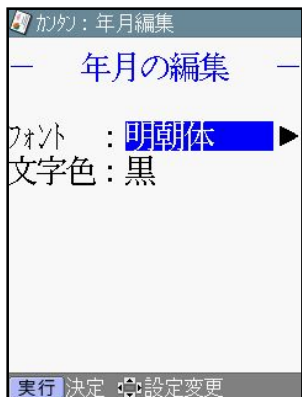 ｶﾝﾀﾝ：年月編集
－ 年月の編集 －
ﾌｫﾝﾄ ：明朝体 ▶
文字色：黒
実行 決定 設定変更